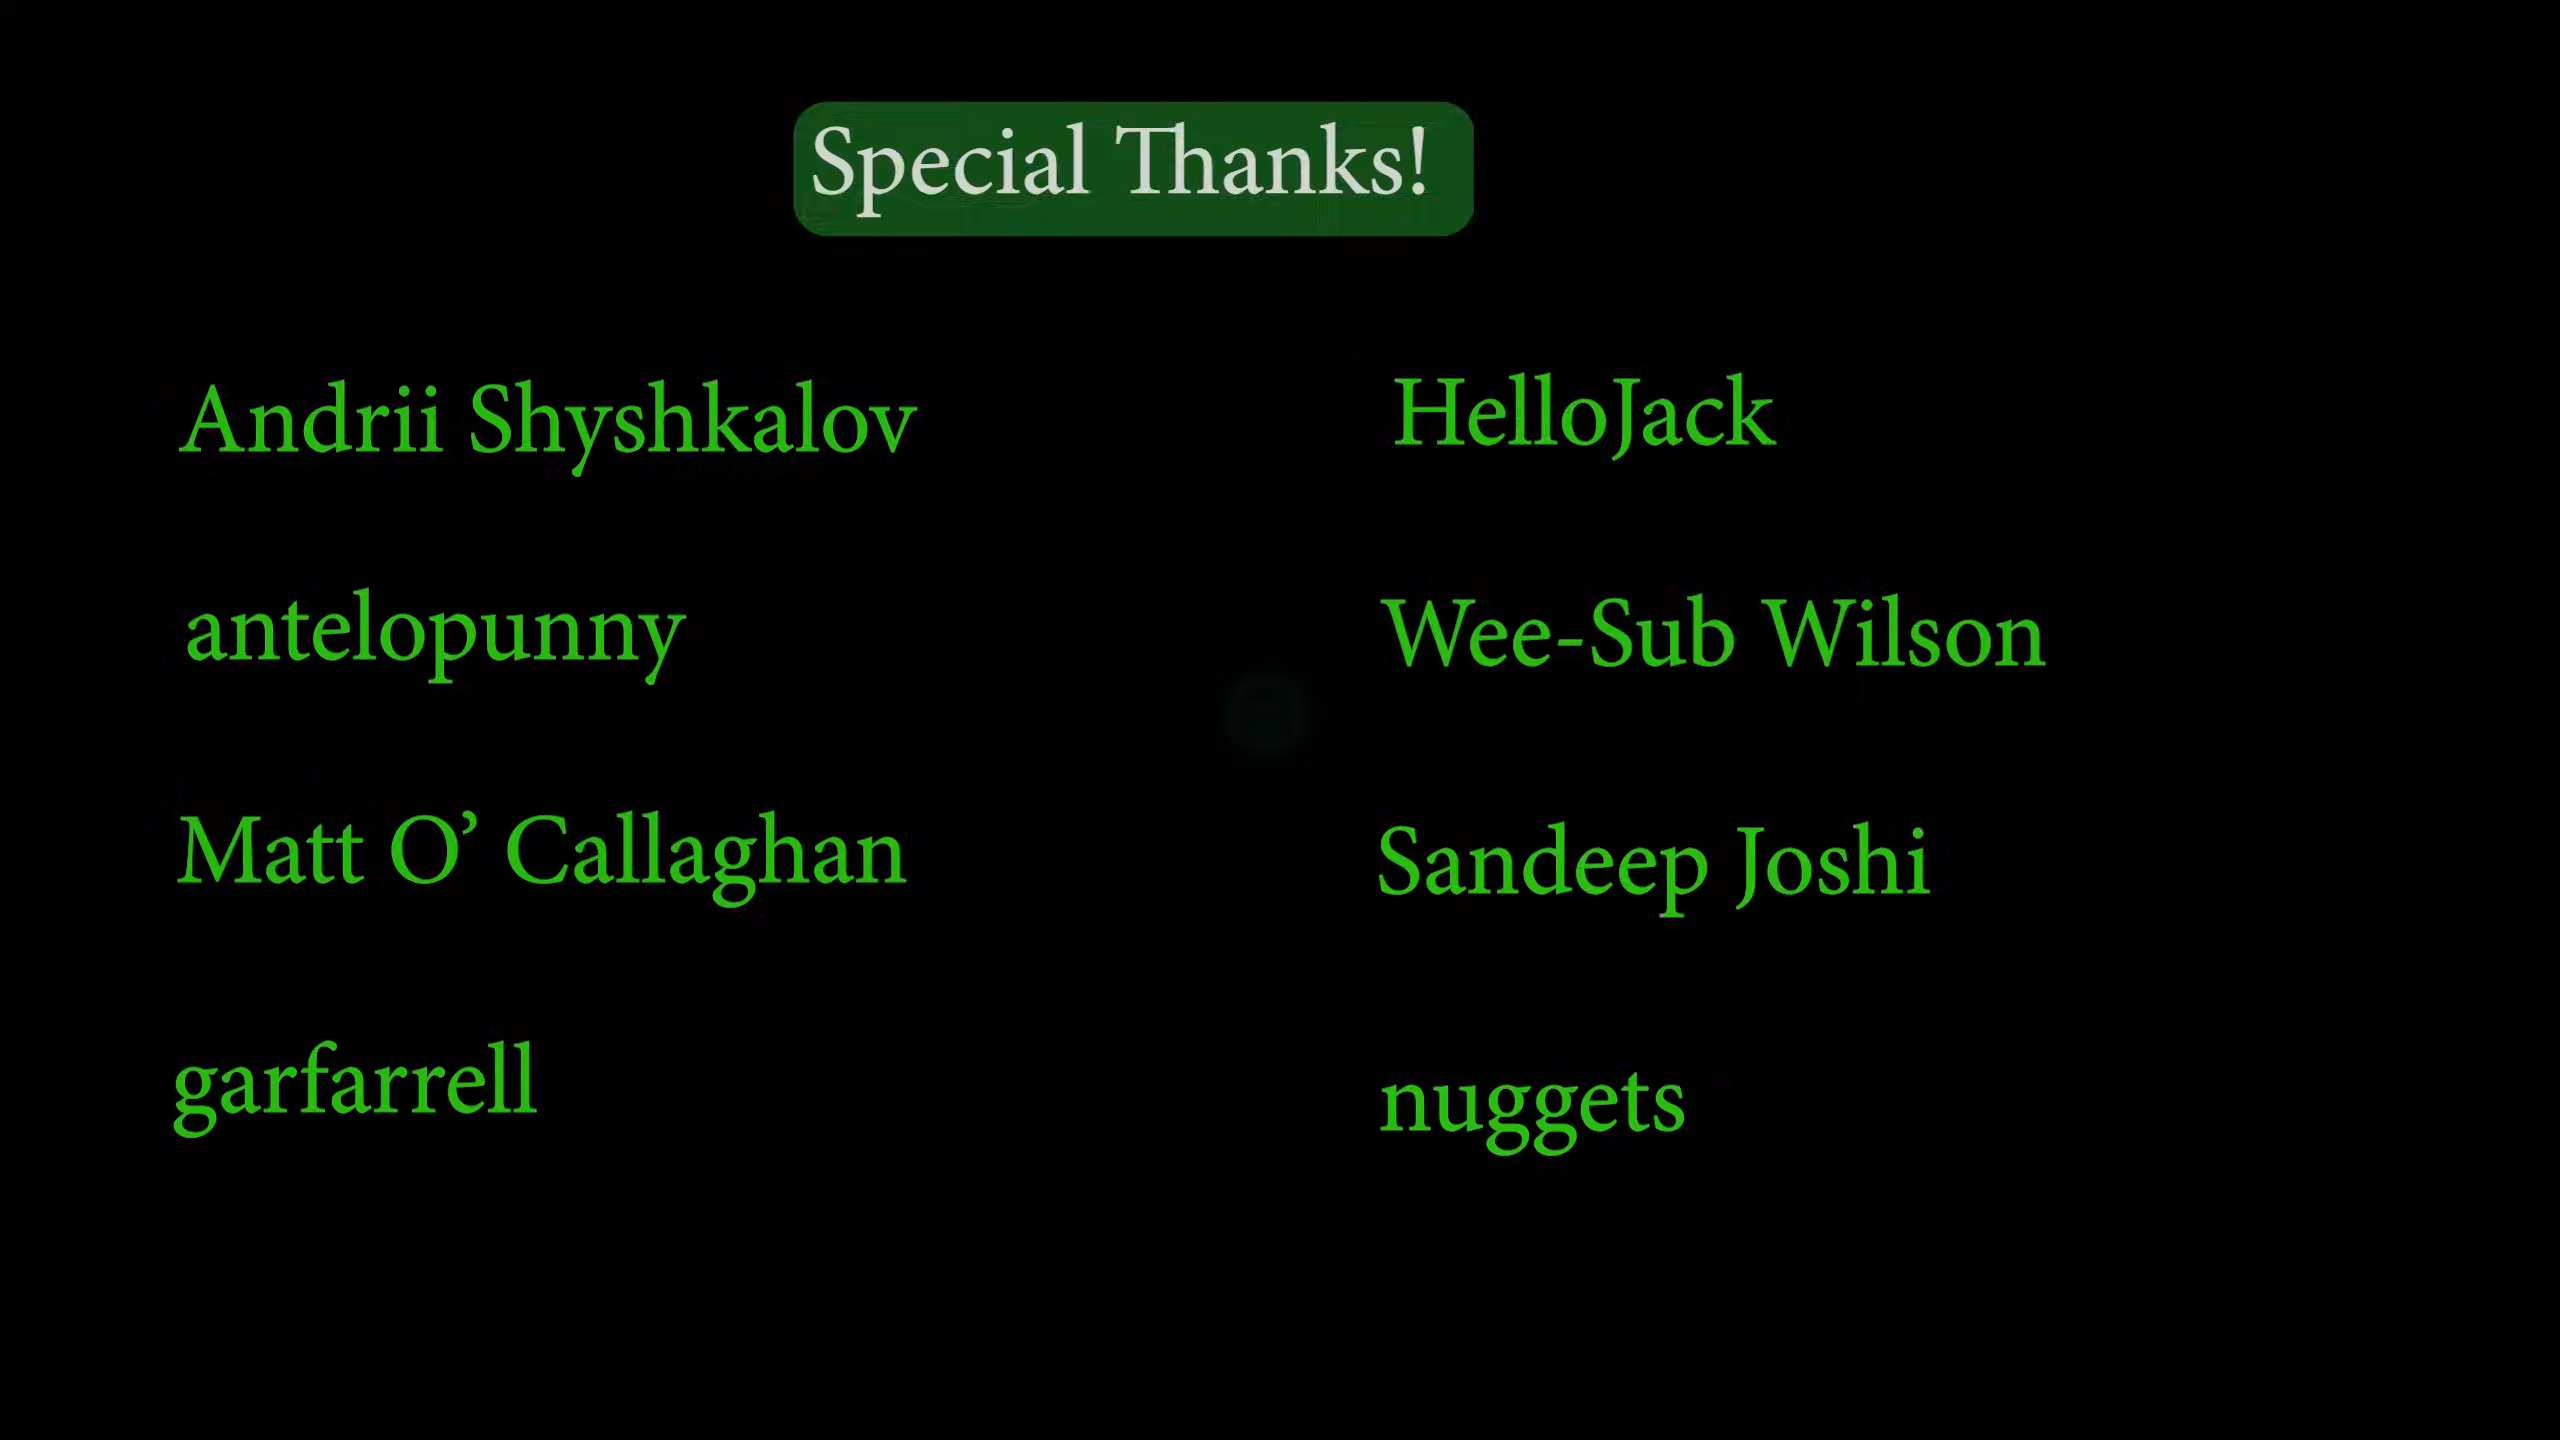 Special Thanks!
Andrii Shyshkalov
antelopunny
Matt O’ Callaghan
garfarrell
HelloJack
Wee-Sub Wilson
Sandeep Joshi
nuggets